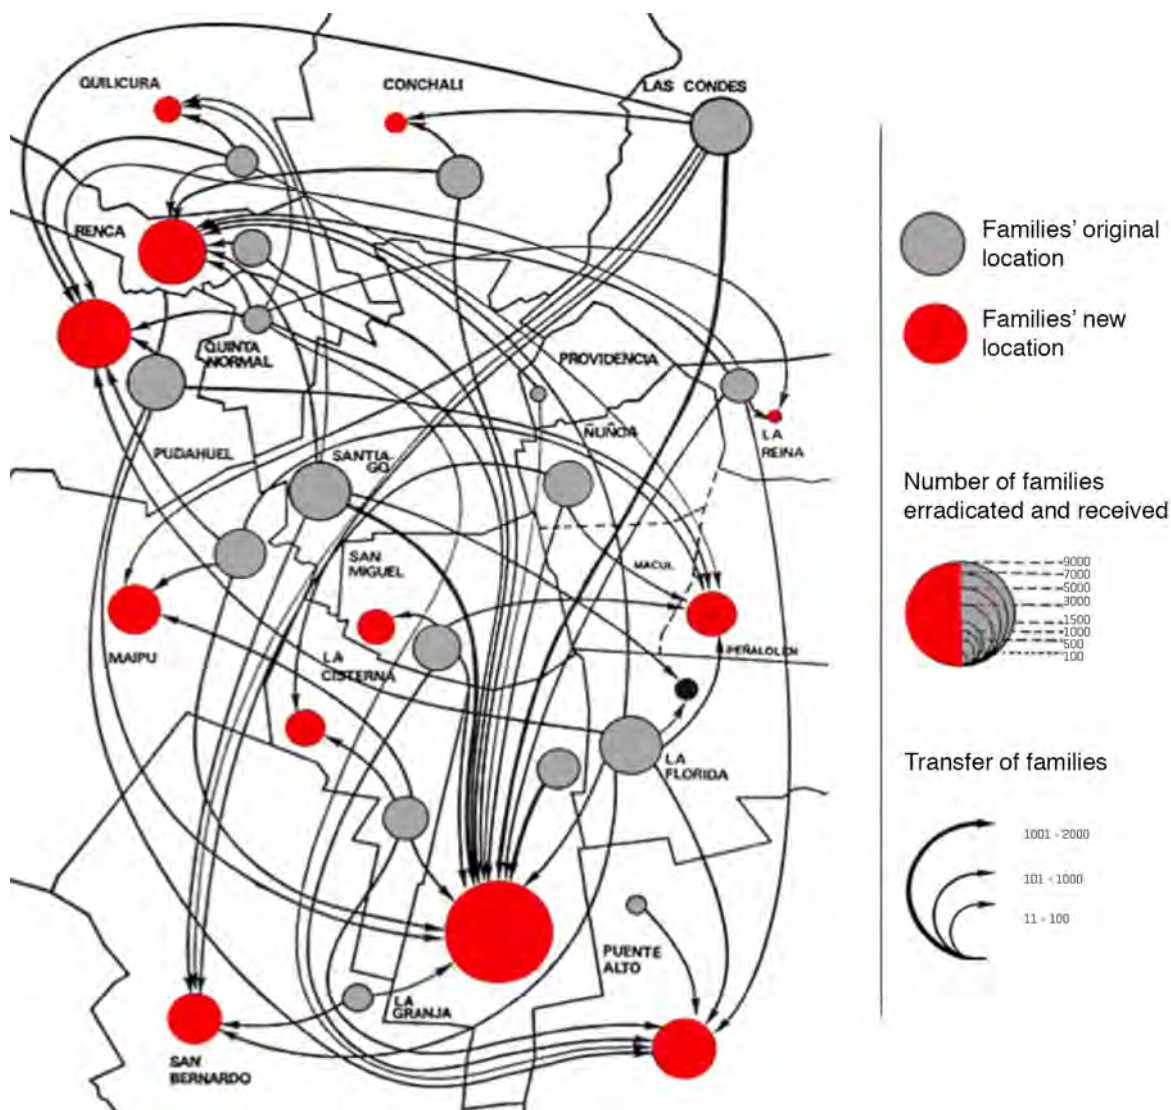 QUILICURA
CONCHALI
LAS CONDES
RENCA
QUINTA
NORMAL
PROVIDENCIA
ÑUÑOA
LA
REINA
PUDAHUEL
SANTIA-
GO
SAN
MIGUEL
MACUL
PEÑALOLEN
MAIPU
LA
CISTERNA
LA
FLORIDA
PUENTE
ALTO
LA
GRANJA
SAN
BERNARDO
Families' original
location
Families' new
location
Number of families
erradicated and received
9000
7000
5000
3000
1500
1000
500
100
Transfer of families
1001 - 2000
101 - 1000
11 - 100